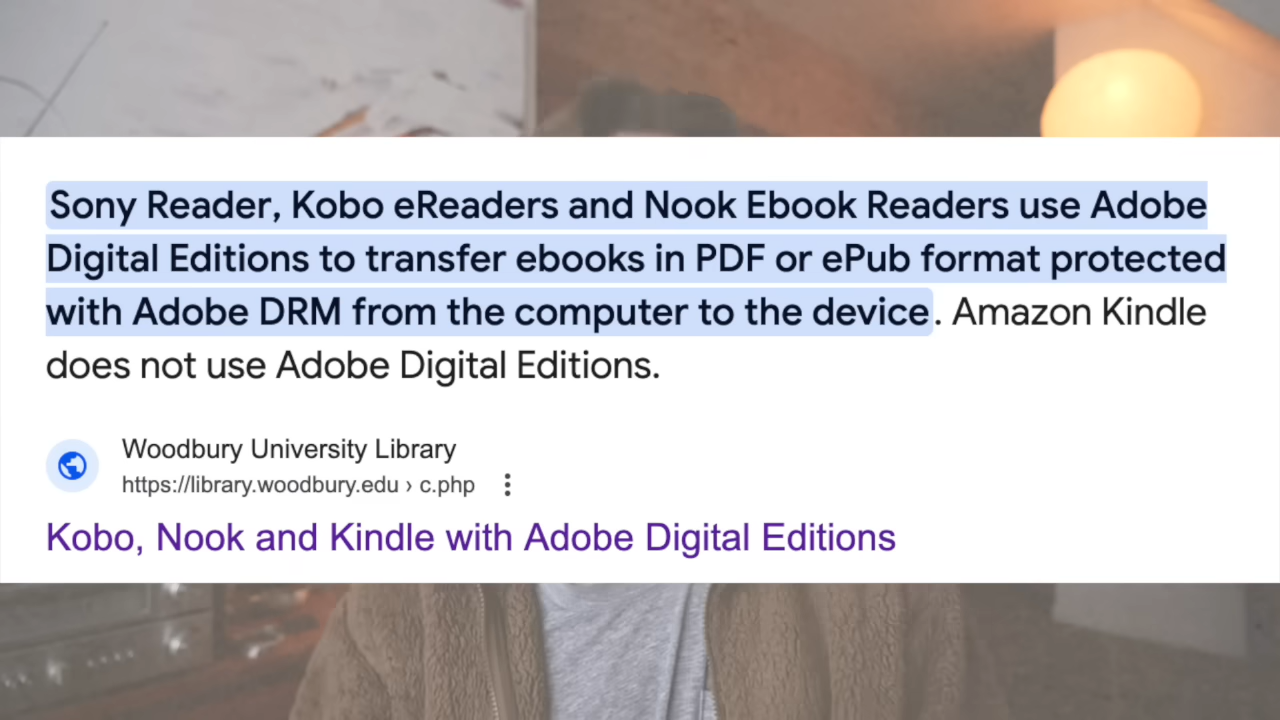 Sony Reader, Kobo eReaders and Nook Ebook Readers use Adobe
Digital Editions to transfer ebooks in PDF or ePub format protected
with Adobe DRM from the computer to the device. Amazon Kindle
does not use Adobe Digital Editions.
Woodbury University Library
https://library.woodbury.edu › c.php
Kobo, Nook and Kindle with Adobe Digital Editions